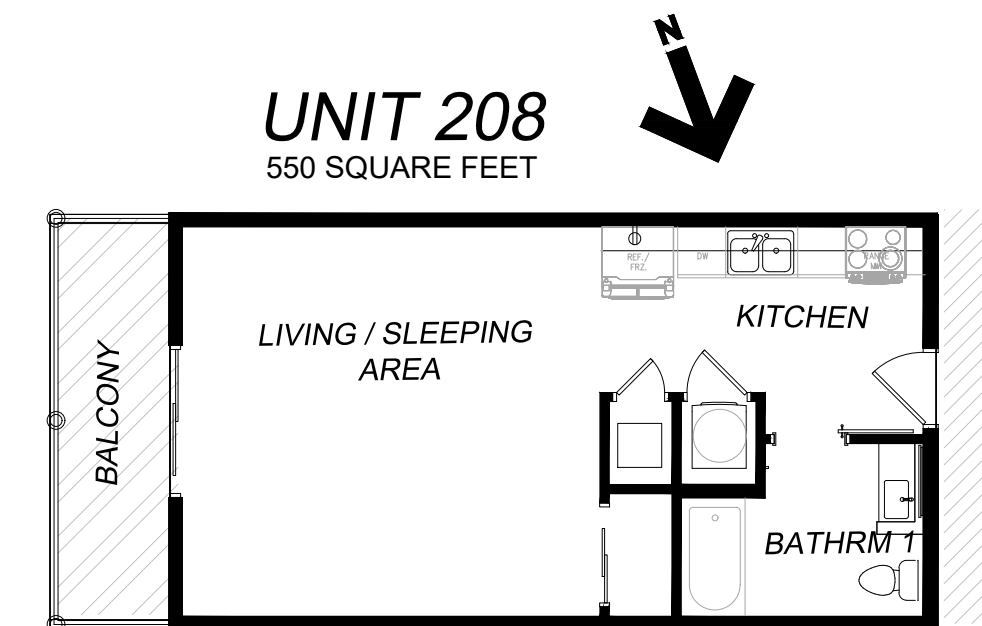 N
UNIT 208
550 SQUARE FEET
REF./
FRZ.
DW
RANGE
MW
KITCHEN
LIVING / SLEEPING
AREA
BALCONY
BATHRM 1